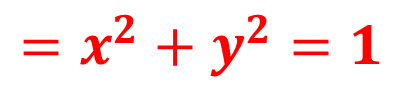 = x² + y² = 1